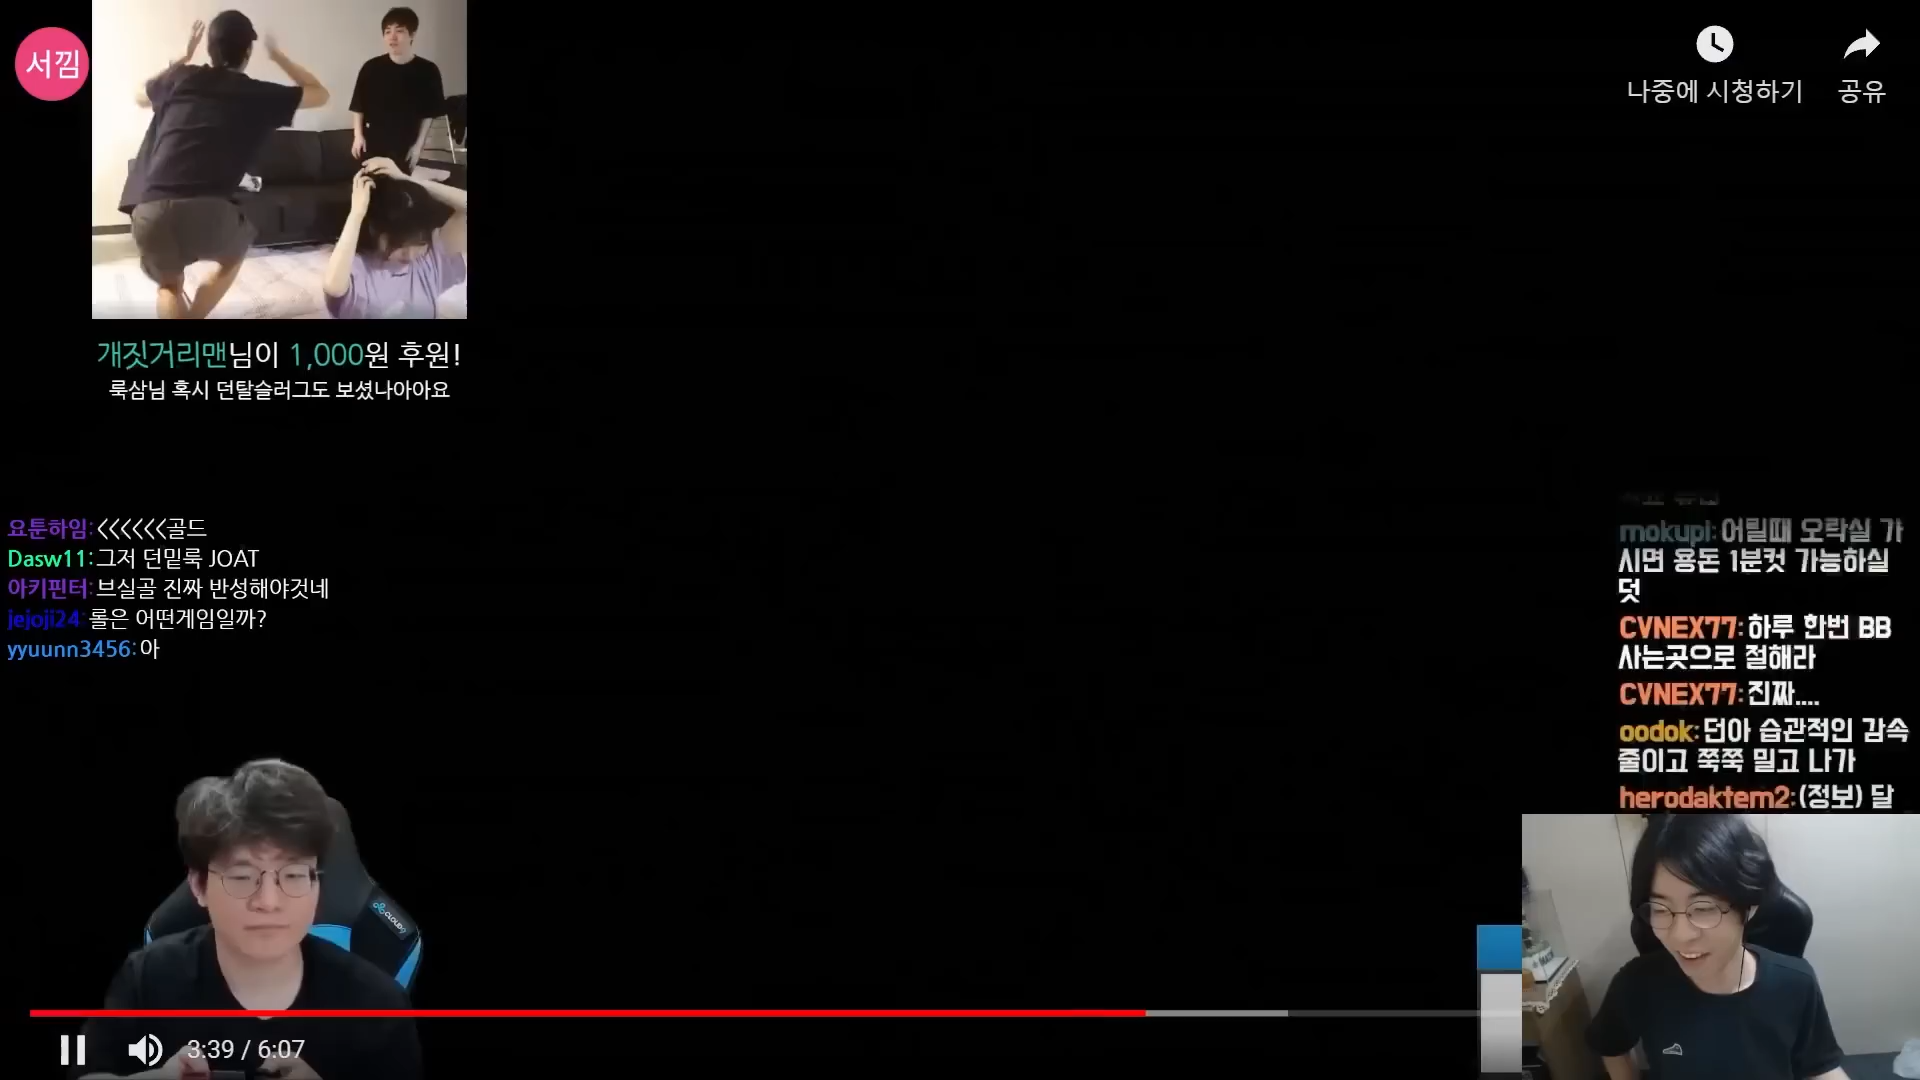 서낌
나중에 시청하기
공유
개짓거리맨님이 1,000원 후원!
룩삼님 혹시 던탈슬러그도 보셨나아아요
요툰하임: <<<<<<골드
Dasw11: 그저 던밑룩 JOAT
아키핀터: 브실골 진짜 반성해야것네
jejoji24: 롤은 어떤게임일까?
yyuunn3456: 아
mokupi: 어릴때 오락실 가
시면 용돈 1분컷 가능하실
덧
CVNEX77: 하루 한번 BB
사는곳으로 절해라
CVNEX77: 진짜....
oodok: 던아 습관적인 감속
줄이고 쭉쭉 밀고 나가
herodaktem2: (정보) 달
CLOUD9
3:39 / 6:07